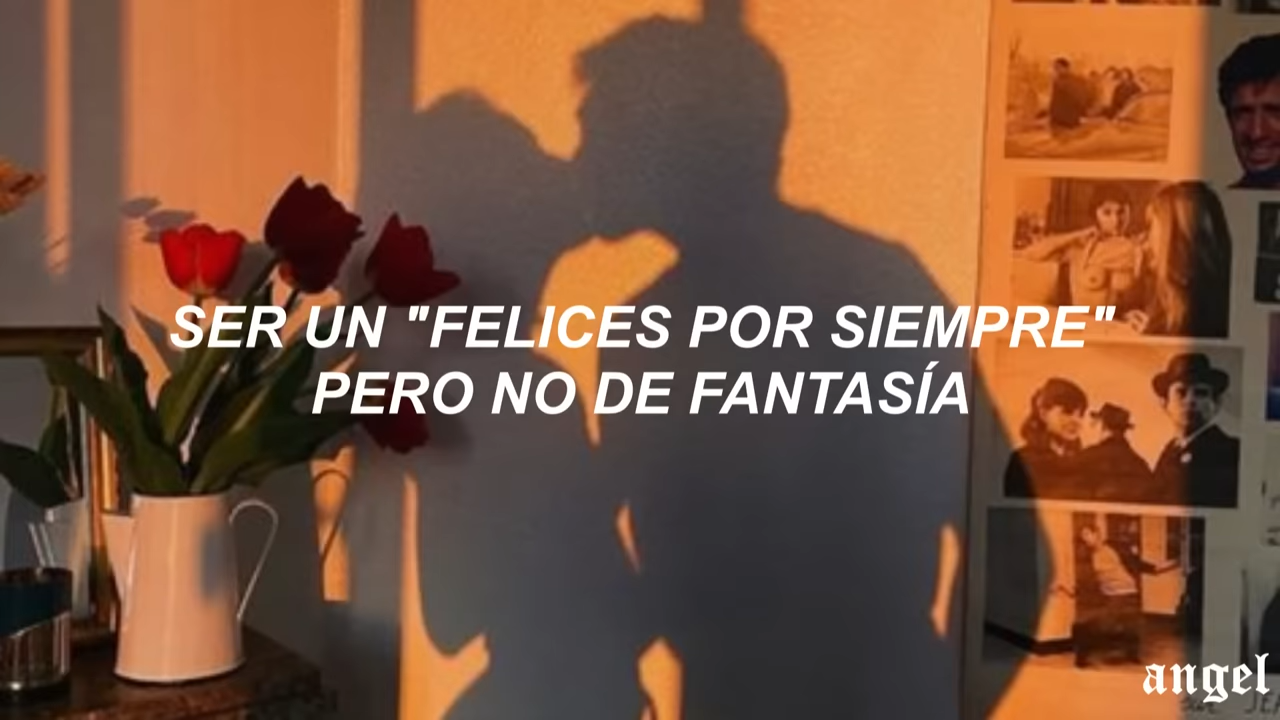 SER UN "FELICES POR SIEMPRE"
PERO NO DE FANTASÍA
angel